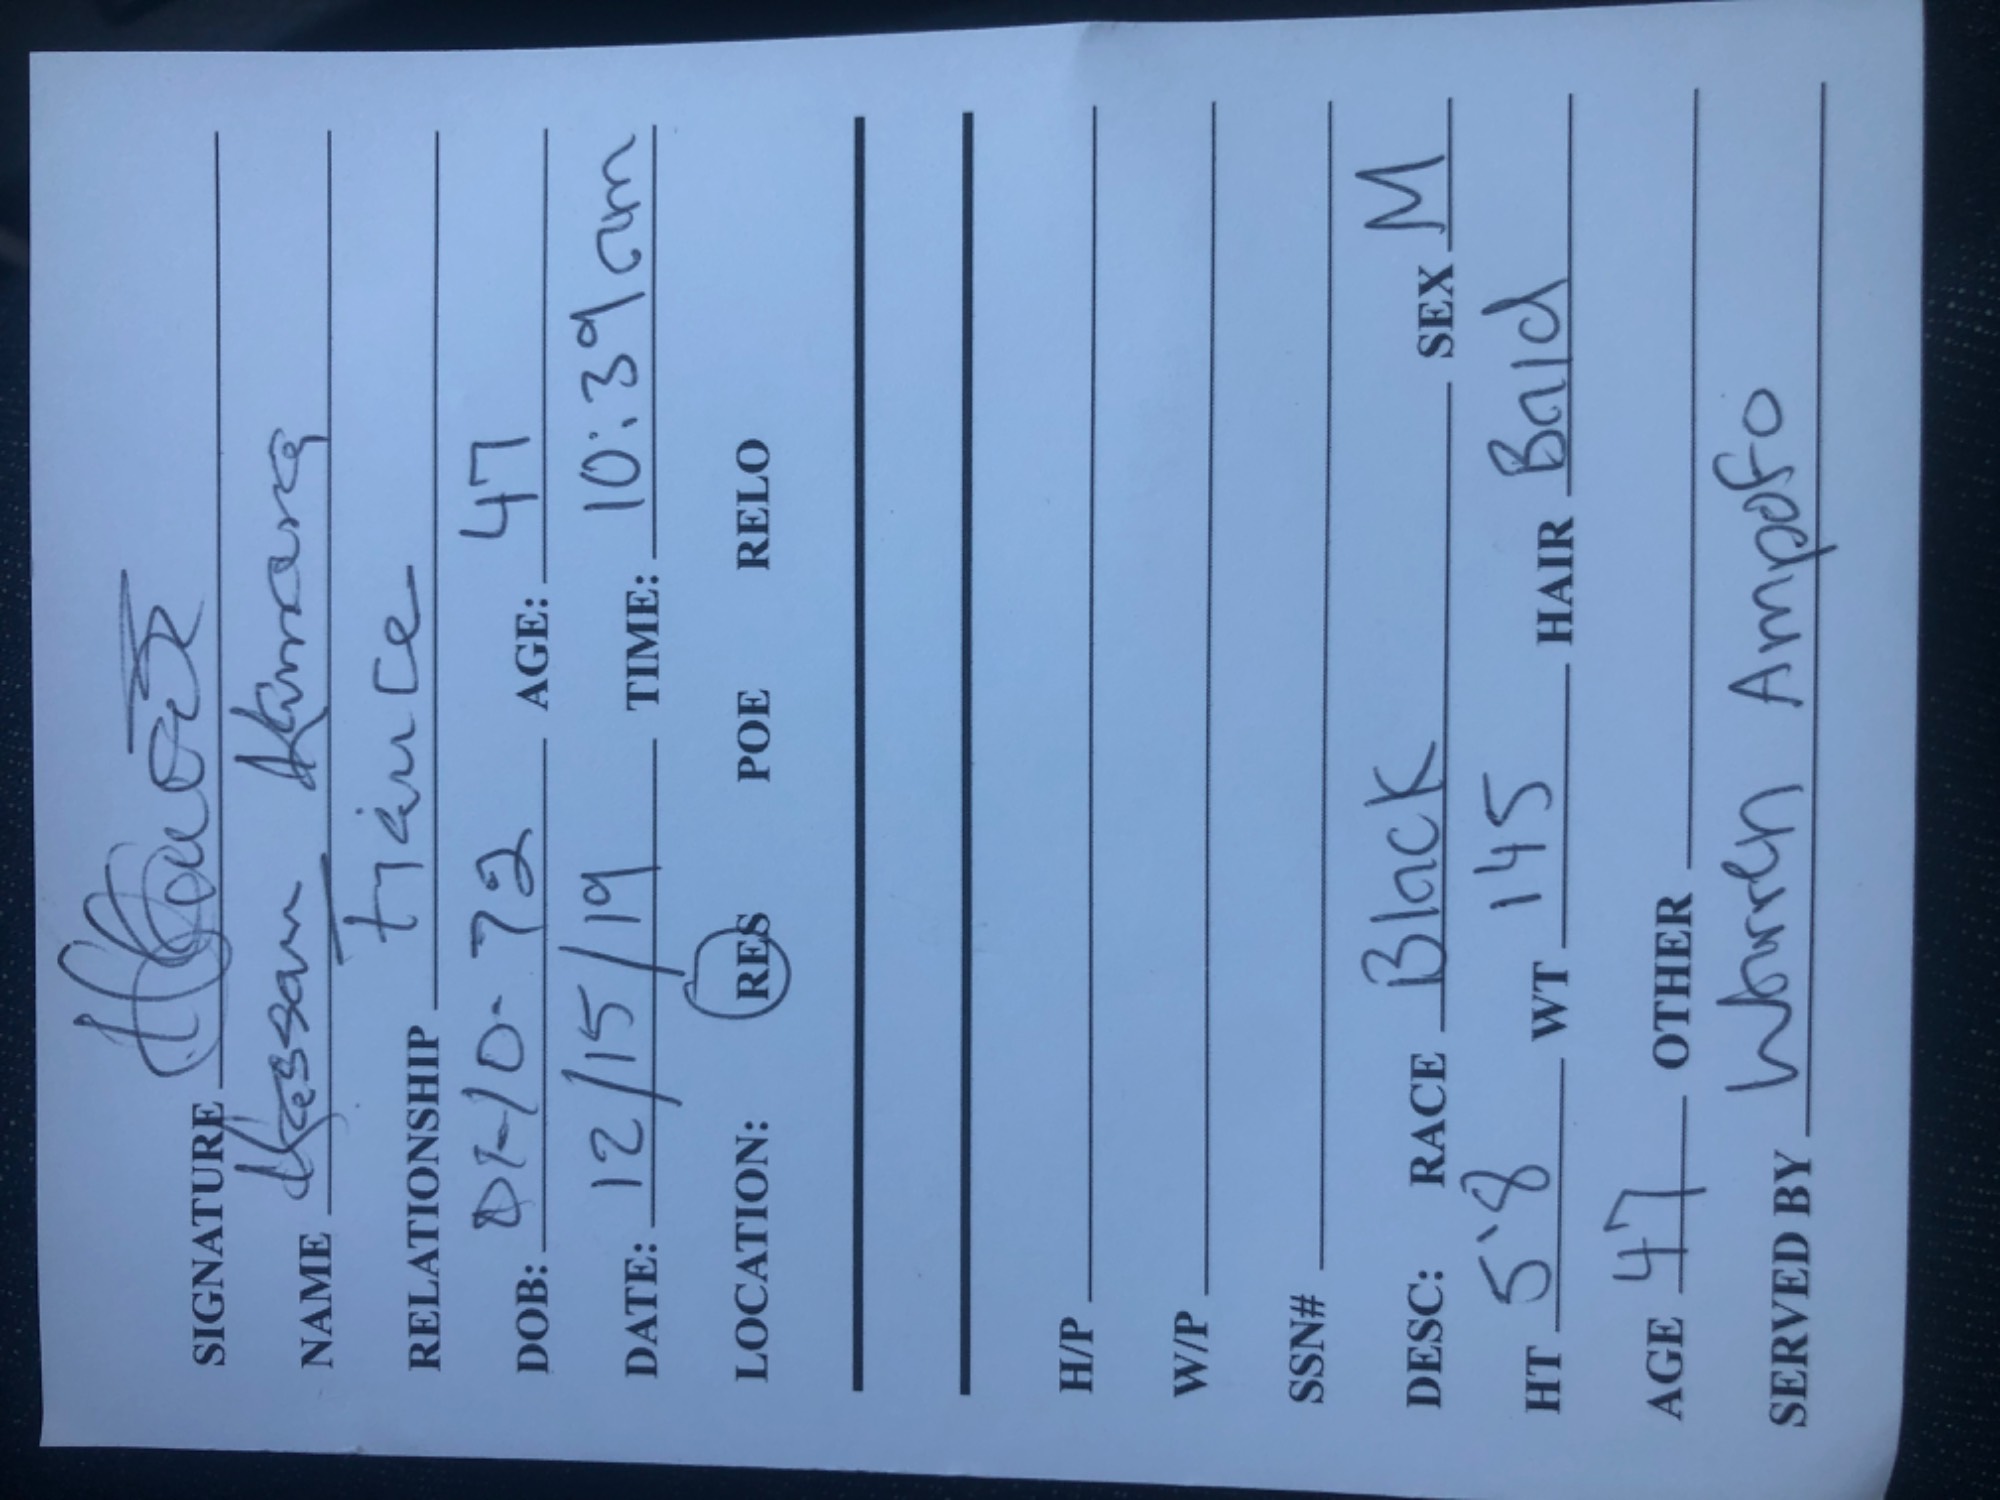 SIGNATURE
NAME Hassan Kamara
RELATIONSHIP Fiance
DOB: 01-10-72 AGE: 47
DATE: 12/15/19 TIME: 10:39 am
LOCATION: RES POE RELO
H/P
W/P
SSN#
DESC: RACE Black SEX M
HT 5'8 WT 145 HAIR Bald
AGE 47 OTHER
SERVED BY Warren Ampofo